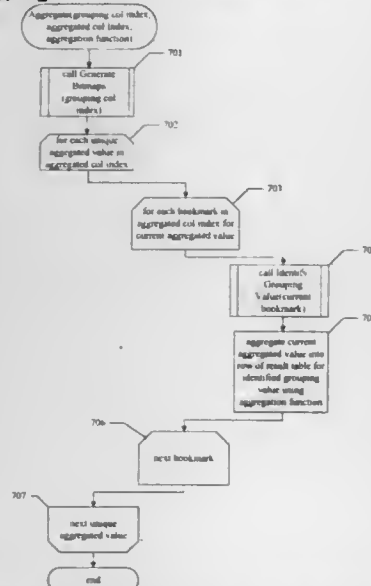 Aggregate(grouping col index,
aggregated col index,
aggregation function)
701
call Generate
Bitmaps
(grouping col
index)
702
for each unique
aggregated value in
aggregated col index
703
for each bookmark in
aggregated col index for
current aggregated value
70
call Identify
Grouping
Value(current
bookmark)
70
aggregate current
aggregated value into
row of result table for
identified grouping
value using
aggregation function
706
next bookmark
707
next unique
aggregated value
end